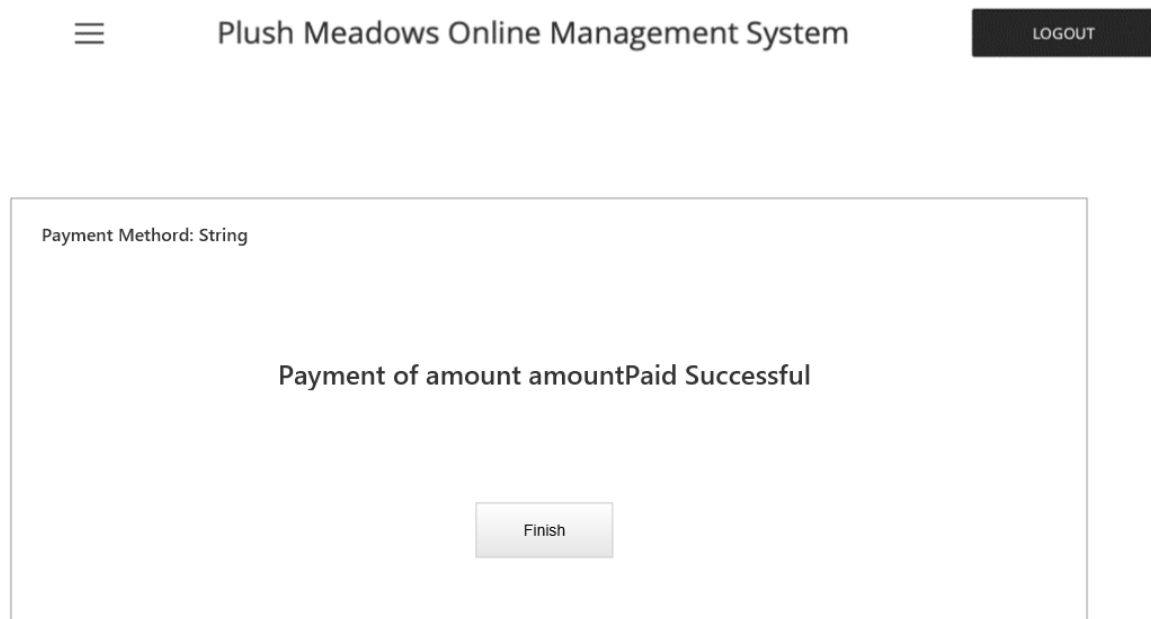 Plush Meadows Online Management System
LOGOUT
Payment Methord: String
Payment of amount amountPaid Successful
Finish